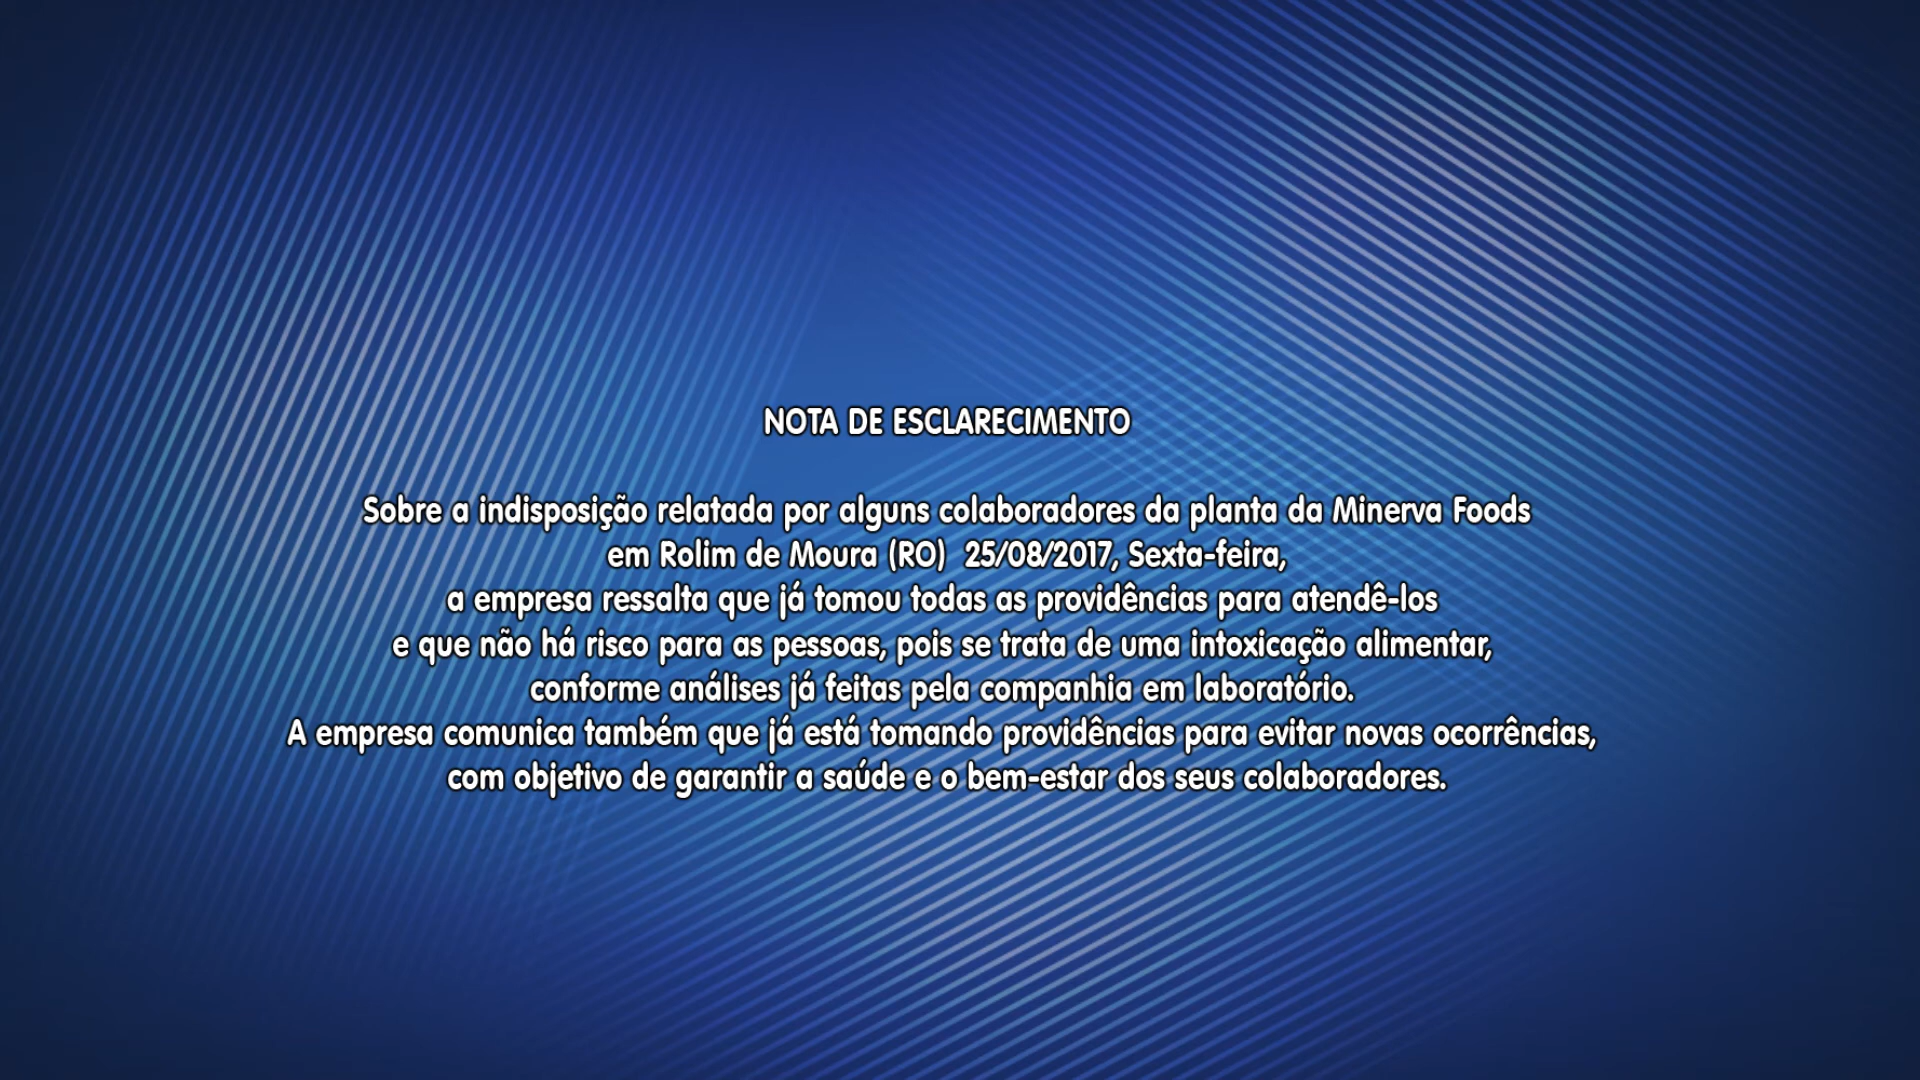 NOTA DE ESCLARECIMENTO
Sobre a indisposição relatada por alguns colaboradores da planta da Minerva Foods
em Rolim de Moura (RO)  25/08/2017, Sexta-feira,
a empresa ressalta que já tomou todas as providências para atendê-los
e que não há risco para as pessoas, pois se trata de uma intoxicação alimentar,
conforme análises já feitas pela companhia em laboratório.
A empresa comunica também que já está tomando providências para evitar novas ocorrências,
com objetivo de garantir a saúde e o bem-estar dos seus colaboradores.